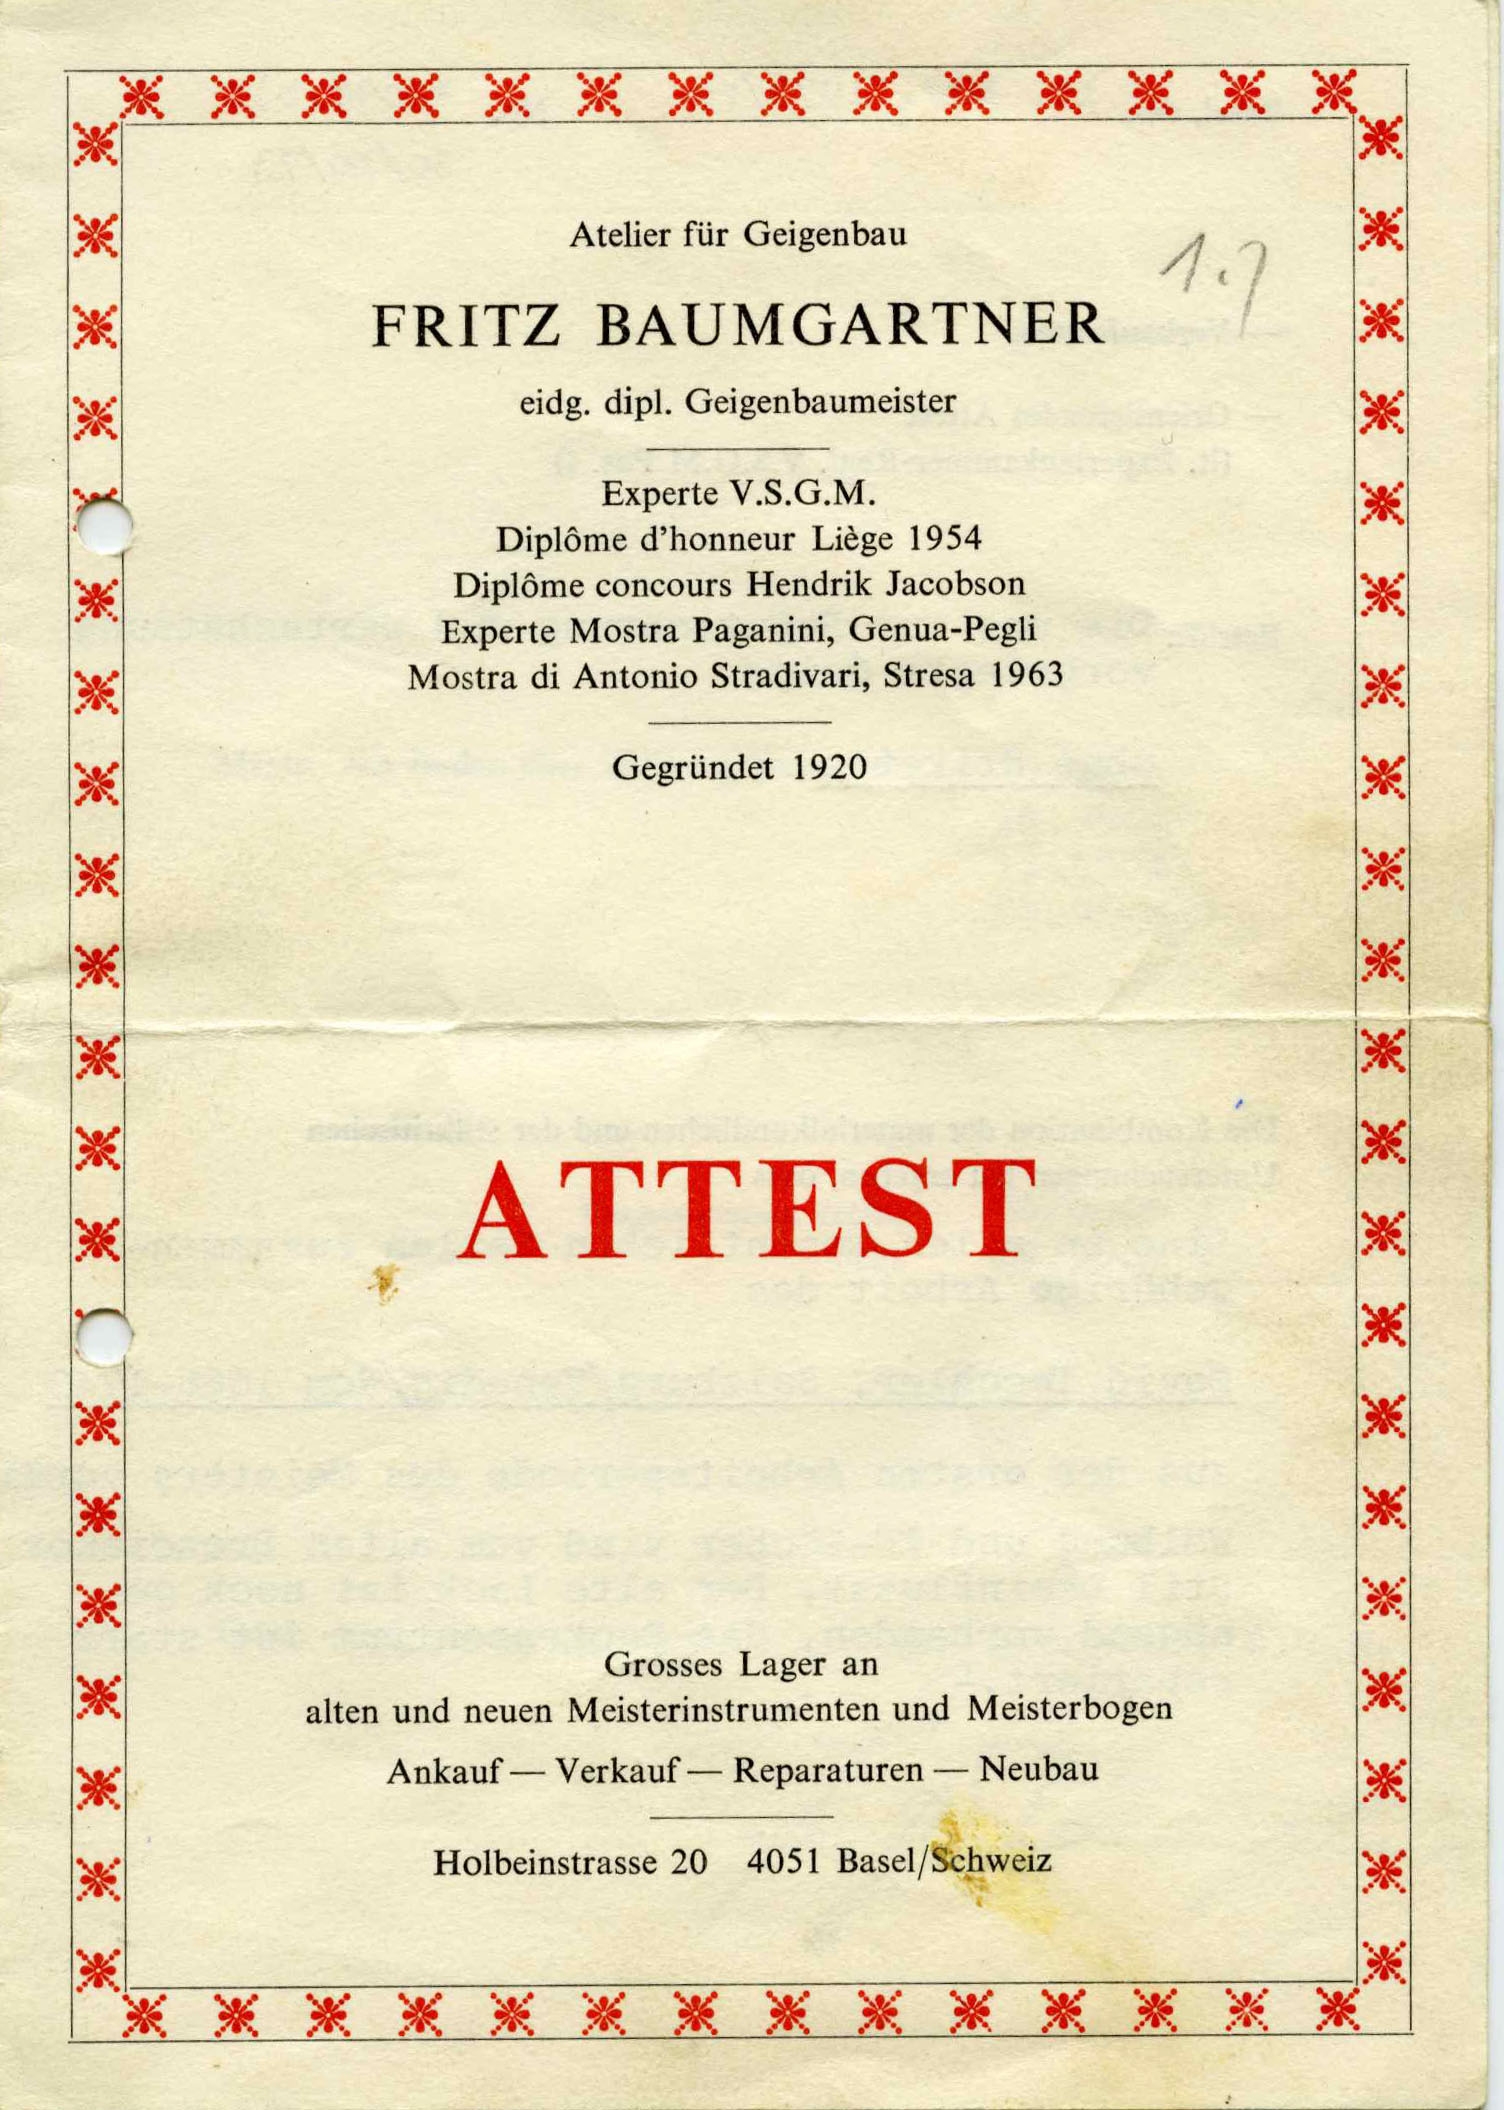 Atelier für Geigenbau
1.)
FRITZ BAUMGARTNER
eidg. dipl. Geigenbaumeister
Experte V.S.G.M.
Diplôme d'honneur Liège 1954
Diplôme concours Hendrik Jacobson
Experte Mostra Paganini, Genua-Pegli
Mostra di Antonio Stradivari, Stresa 1963
Gegründet 1920
ATTEST
Grosses Lager an
alten und neuen Meisterinstrumenten und Meisterbogen
Ankauf — Verkauf — Reparaturen — Neubau
Holbeinstrasse 20 4051 Basel/Schweiz